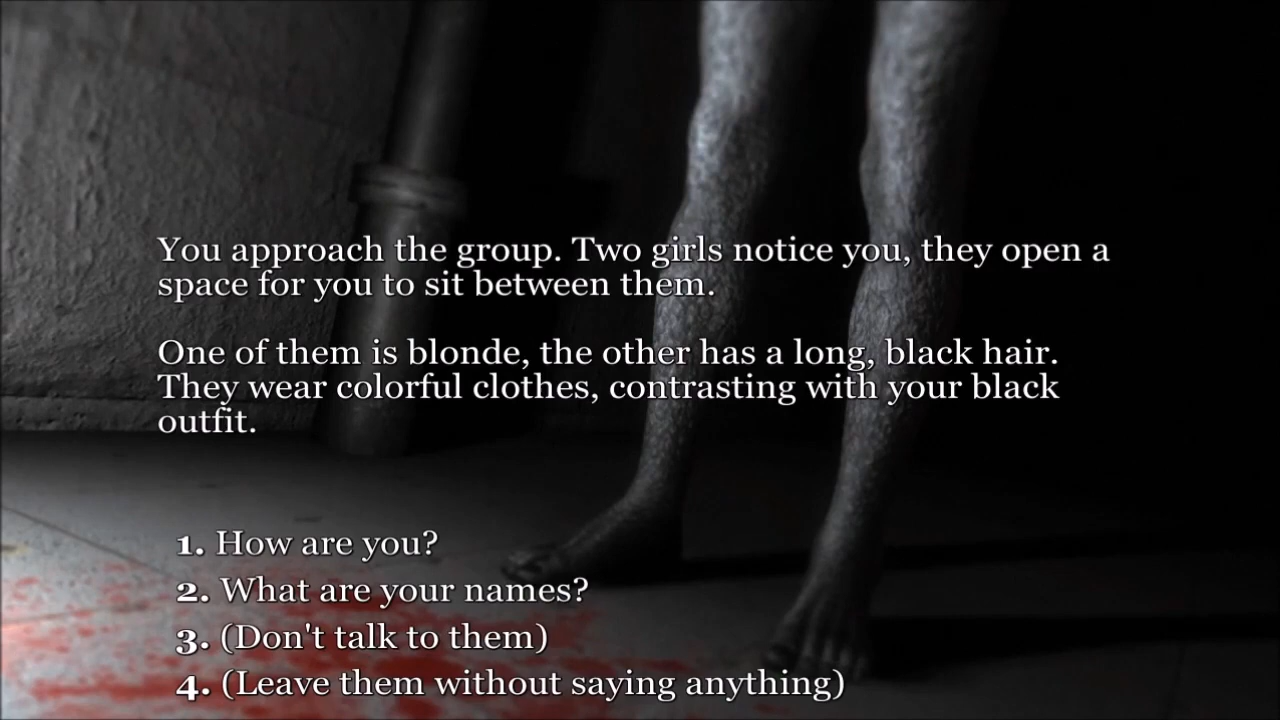 You approach the group. Two girls notice you, they open a
space for you to sit between them.
One of them is blonde, the other has a long, black hair.
They wear colorful clothes, contrasting with your black
outfit.
1. How are you?
2. What are your names?
3. (Don't talk to them)
4. (Leave them without saying anything)